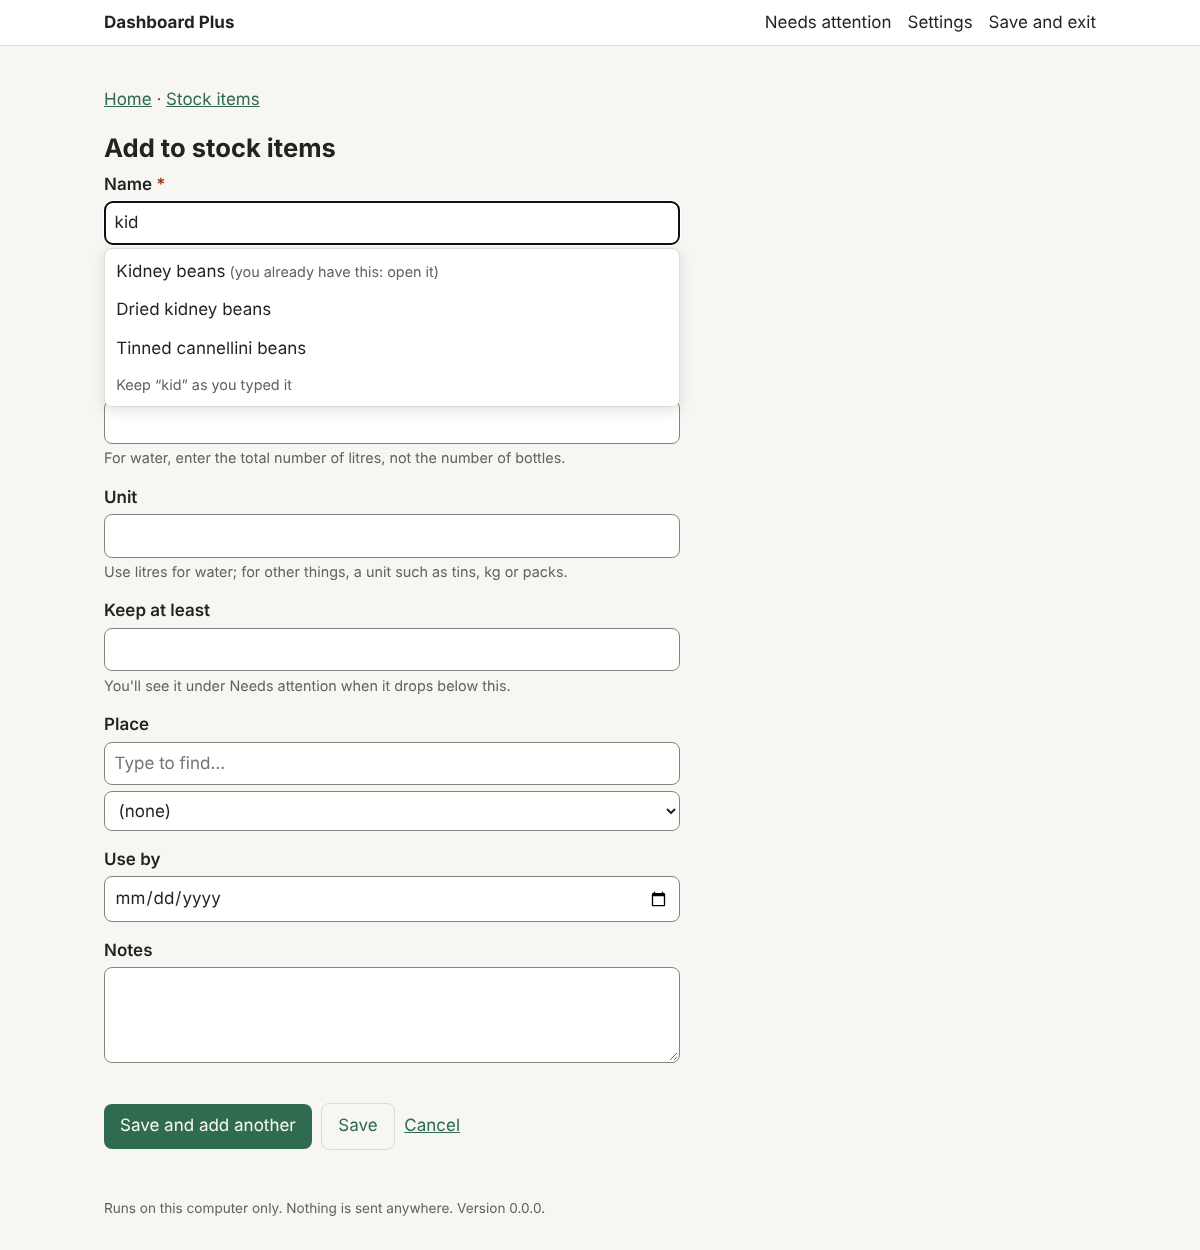 Dashboard Plus
Needs attention Settings Save and exit
Home · Stock items
Add to stock items
Name *
kid
Kidney beans (you already have this: open it)
Dried kidney beans
Tinned cannellini beans
Keep “kid” as you typed it
For water, enter the total number of litres, not the number of bottles.
Unit
Use litres for water; for other things, a unit such as tins, kg or packs.
Keep at least
You'll see it under Needs attention when it drops below this.
Place
Type to find...
(none)
Use by
mm/dd/yyyy
Notes
Save and add another Save Cancel
Runs on this computer only. Nothing is sent anywhere. Version 0.0.0.